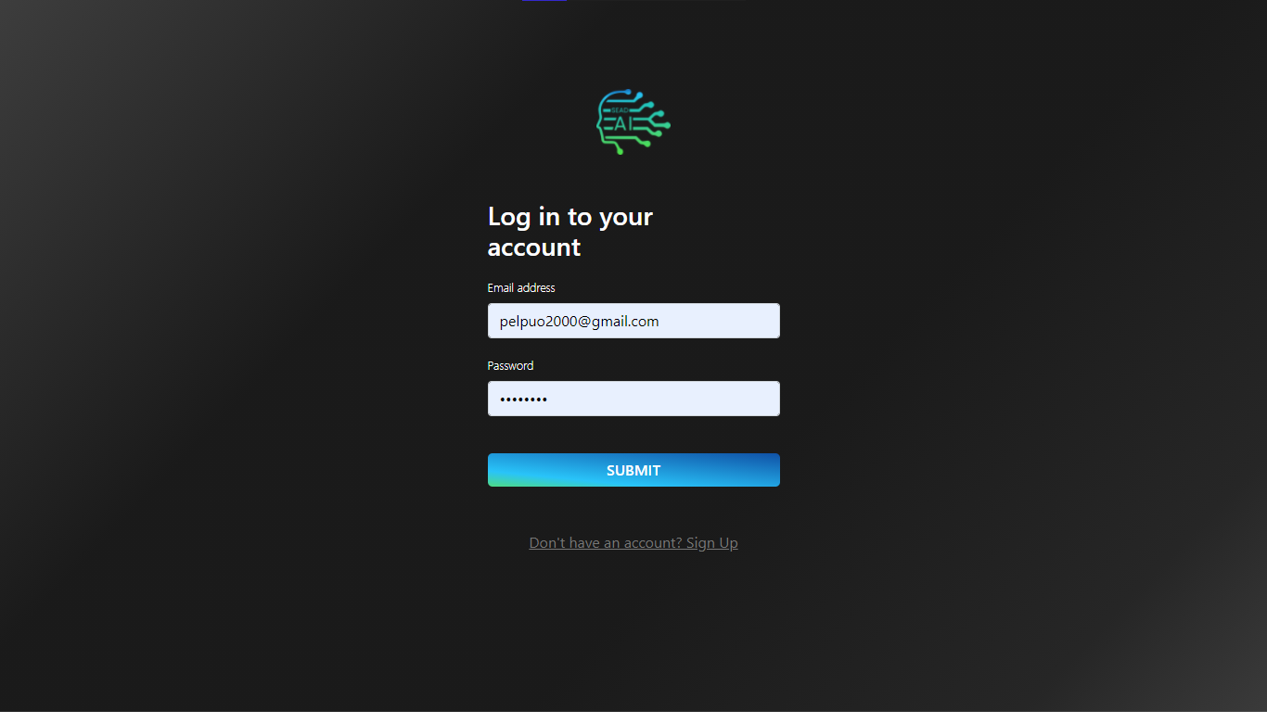 SEAD
AI
Log in to your
account
Email address
pelpuo2000@gmail.com
Password
••••••••
SUBMIT
Don't have an account? Sign Up